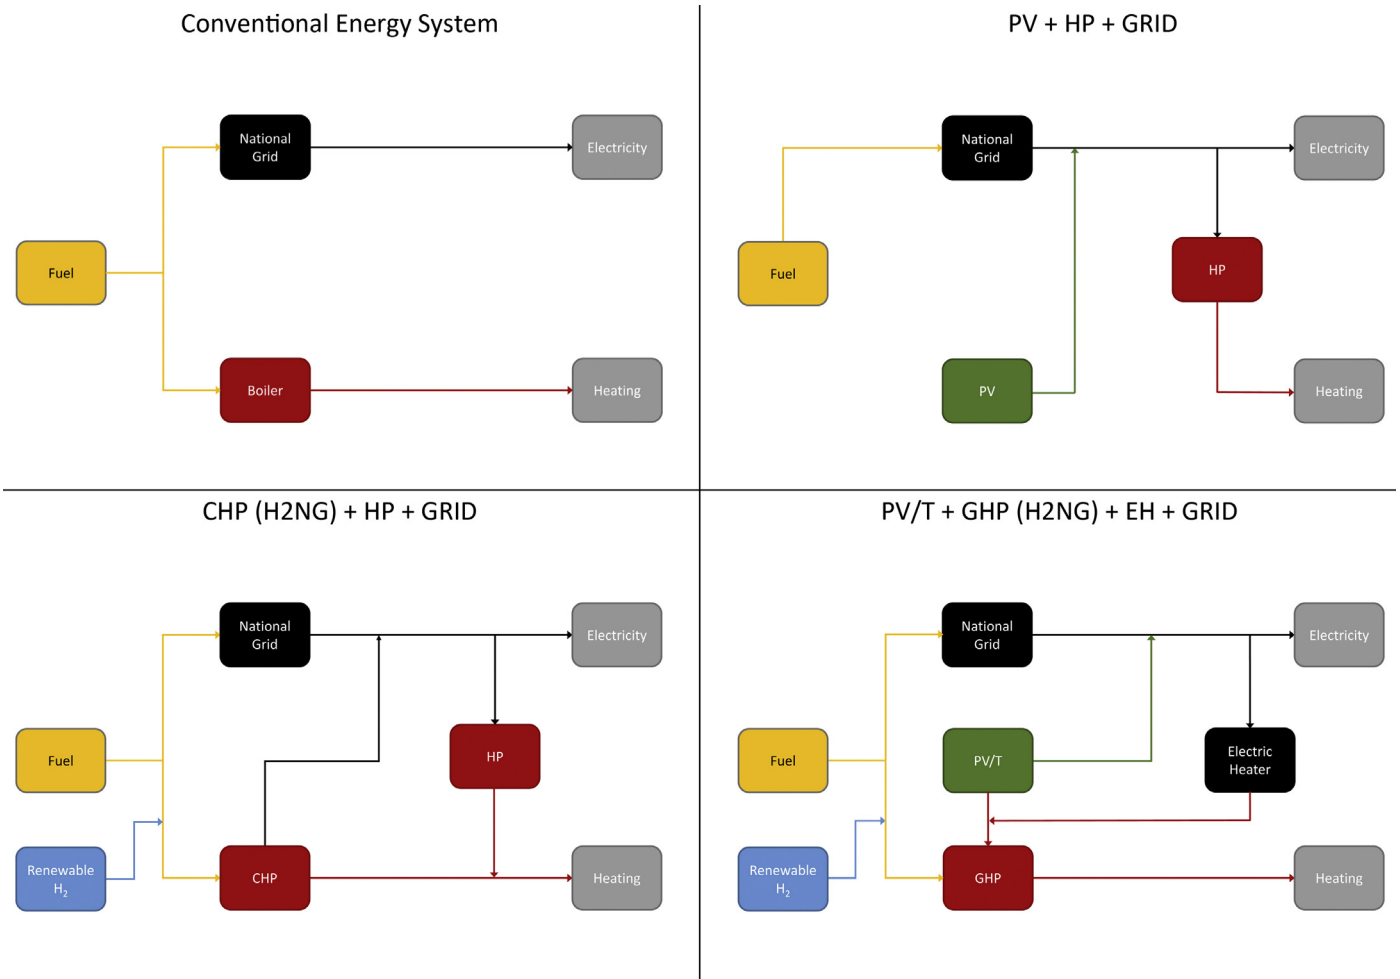 Conventional Energy System
National
Grid
Electricity
Fuel
Boiler
Heating
PV + HP + GRID
National
Grid
Electricity
Fuel
HP
PV
Heating
CHP (H2NG) + HP + GRID
National
Grid
Electricity
Fuel
HP
Renewable
H₂
CHP
Heating
PV/T + GHP (H2NG) + EH + GRID
National
Grid
Electricity
Fuel
PV/T
Electric
Heater
Renewable
H₂
GHP
Heating